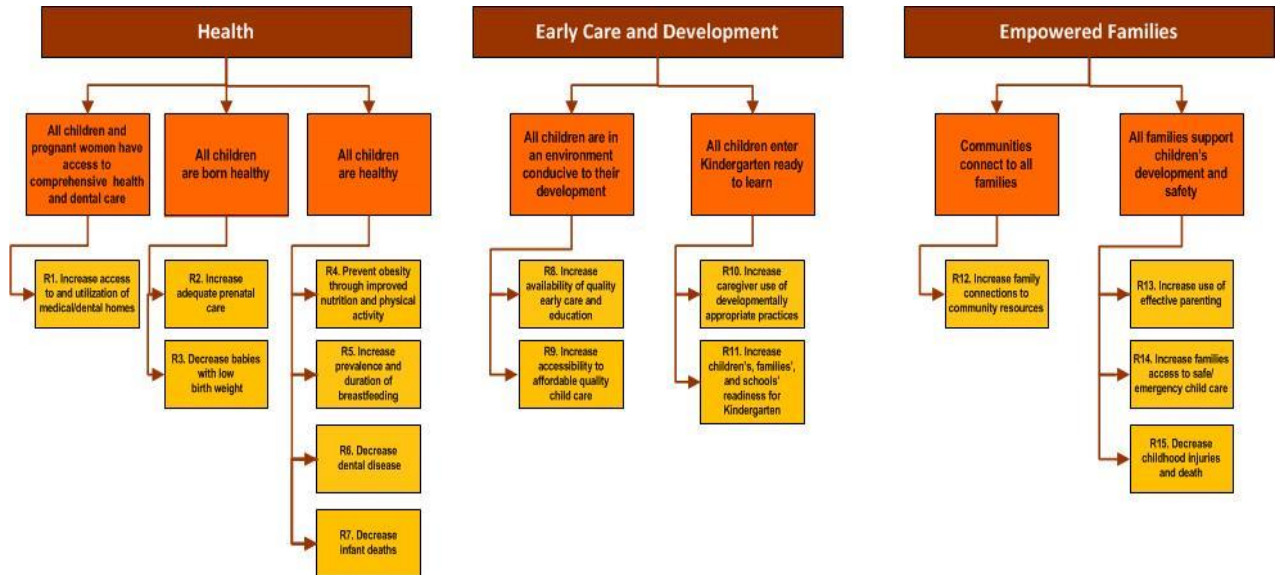 Health
Early Care and Development
Empowered Families
All children and
pregnant women have
access to
comprehensive health
and dental care
All children
are born healthy
All children
are healthy
All children are in
an environment
conducive to their
development
All children enter
Kindergarten ready
to learn
Communities
connect to all
families
All families support
children's
development and
safety
R1. Increase access
to and utilization of
medical/dental homes
R2. Increase
adequate prenatal
care
R3. Decrease babies
with low
birth weight
R4. Prevent obesity
through improved
nutrition and physical
activity
R5. Increase
prevalence and
duration of
breastfeeding
R6. Decrease
dental disease
R7. Decrease
infant deaths
R8. Increase
availability of quality
early care and
education
R9. Increase
accessibility to
affordable quality
child care
R10. Increase
caregiver use of
developmentally
appropriate practices
R11. Increase
children's, families',
and schools'
readiness for
Kindergarten
R12. Increase family
connections to
community resources
R13. Increase use of
effective parenting
R14. Increase families
access to safe/
emergency child care
R15. Decrease
childhood injuries
and death